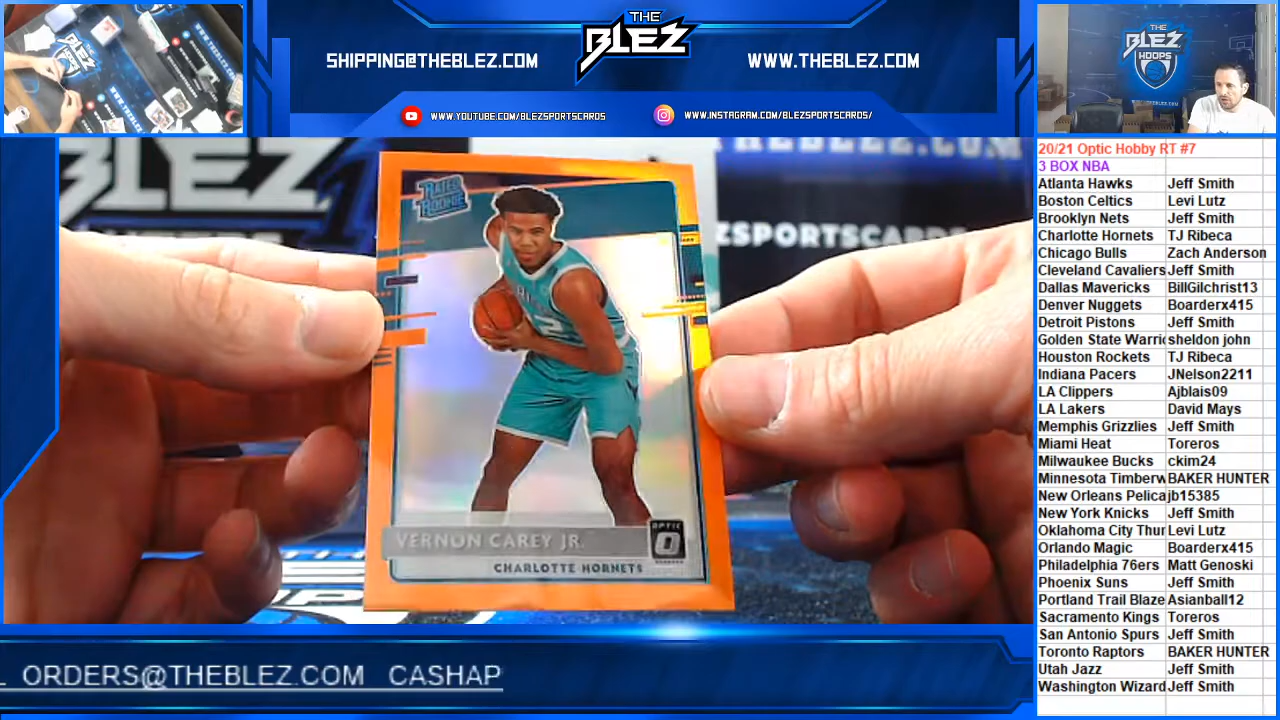 THE
BLEZ
SHIPPING@THEBLEZ.COM
WWW.THEBLEZ.COM
WWW.YOUTUBE.COM/BLEZSPORTSCARDS
WWW.INSTAGRAM.COM/BLEZSPORTSCARDS/
THE
BLEZ
HOOPS
BLEZ
ZSPORTSCARDS
RATED
ROOKIE
2
VERNON CAREY JR.
OPTIC
CHARLOTTE HORNETS
20/21 Optic Hobby RT #7
3 BOX NBA
Atlanta Hawks Jeff Smith
Boston Celtics Levi Lutz
Brooklyn Nets Jeff Smith
Charlotte Hornets TJ Ribeca
Chicago Bulls Zach Anderson
Cleveland Cavaliers Jeff Smith
Dallas Mavericks BillGilchrist13
Denver Nuggets Boarderx415
Detroit Pistons Jeff Smith
Golden State Warric sheldon john
Houston Rockets TJ Ribeca
Indiana Pacers JNelson2211
LA Clippers Ajblais09
LA Lakers David Mays
Memphis Grizzlies Jeff Smith
Miami Heat Toreros
Milwaukee Bucks ckim24
Minnesota Timberw BAKER HUNTER
New Orleans Pelica jb15385
New York Knicks Jeff Smith
Oklahoma City Thur Levi Lutz
Orlando Magic Boarderx415
Philadelphia 76ers Matt Genoski
Phoenix Suns Jeff Smith
Portland Trail Blaze Asianball12
Sacramento Kings Toreros
San Antonio Spurs Jeff Smith
Toronto Raptors BAKER HUNTER
Utah Jazz Jeff Smith
Washington Wizard Jeff Smith
ORDERS@THEBLEZ.COM CASHAP